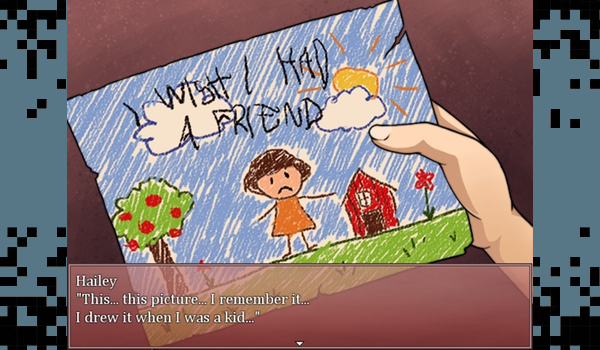 I WISH I HAD
A FRIEND
Hailey
"This... this picture... I remember it...
I drew it when I was a kid..."